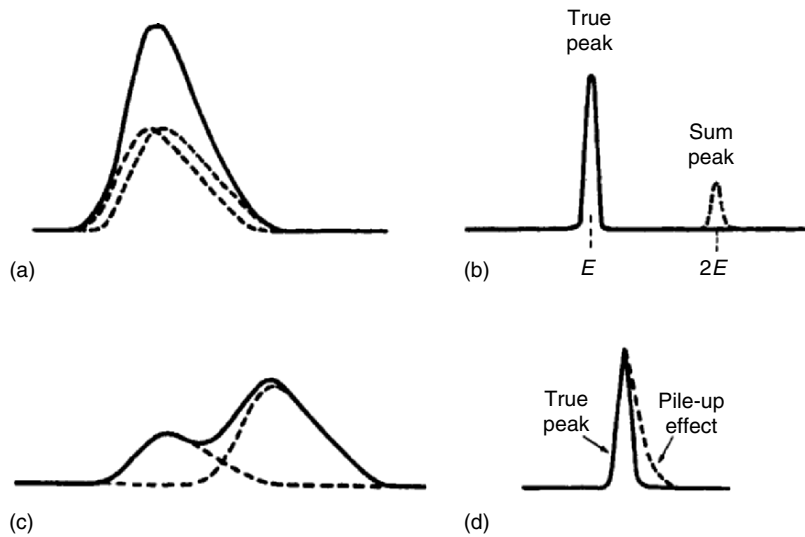 True
peak
Sum
peak
(a)
(b)
E
2E
True
peak
Pile-up
effect
(c)
(d)